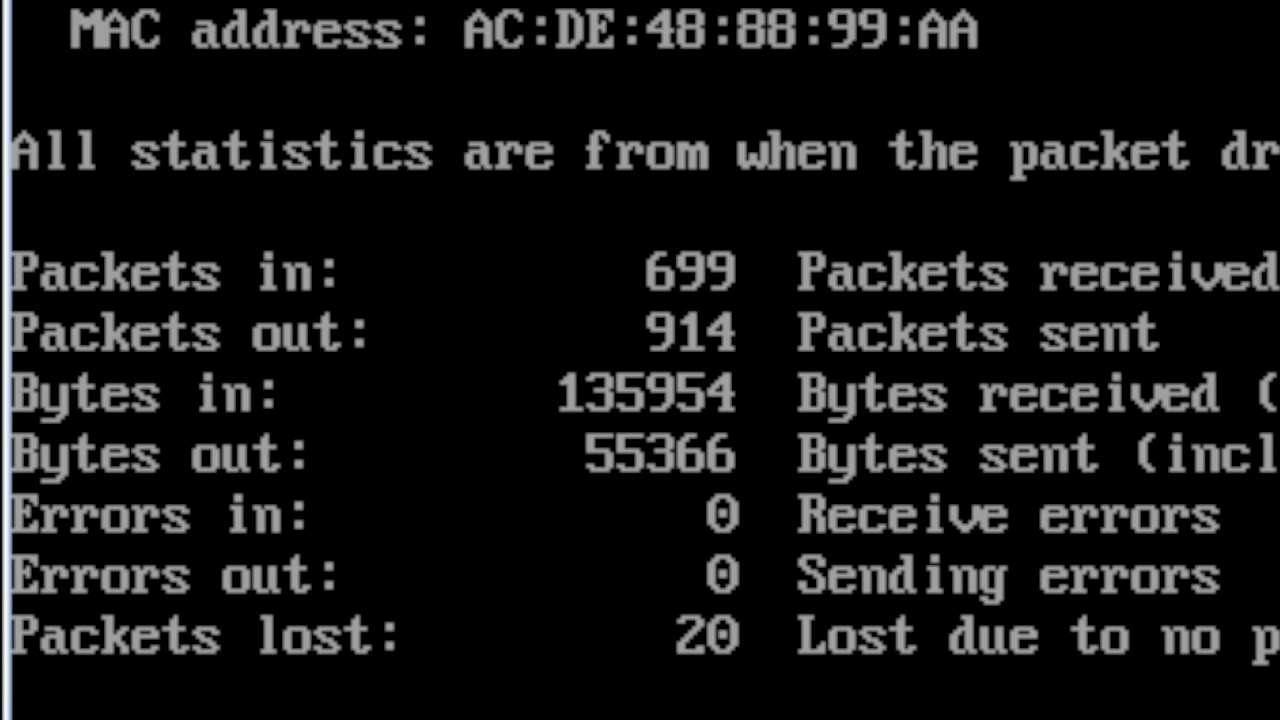 MAC address: AC:DE:48:88:99:AA
All statistics are from when the packet dr
Packets in: 699 Packets received
Packets out: 914 Packets sent
Bytes in: 135954 Bytes received (
Bytes out: 55366 Bytes sent (incl
Errors in: 0 Receive errors
Errors out: 0 Sending errors
Packets lost: 20 Lost due to no p